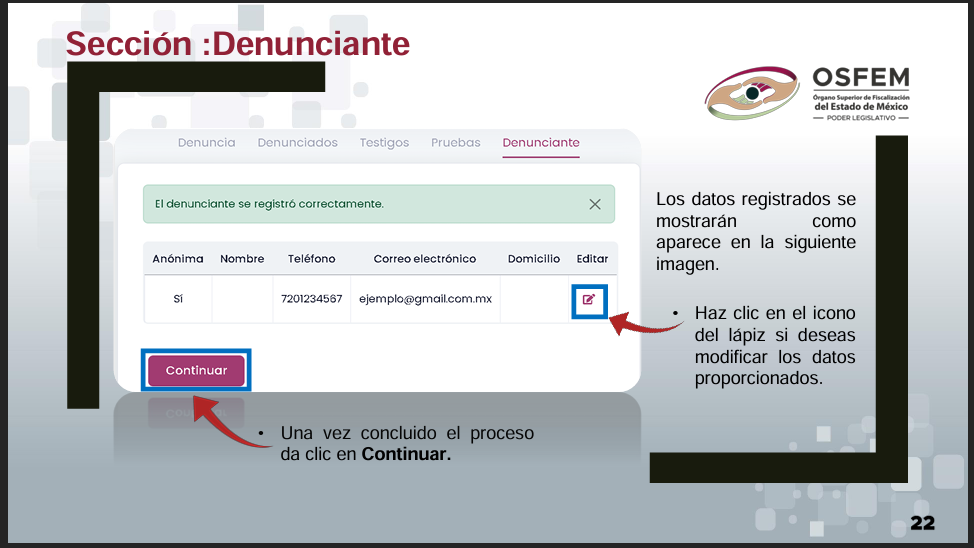 Sección :Denunciante
OSFEM
Órgano Superior de Fiscalización
del Estado de México
PODER LEGISLATIVO
Denuncia Denunciados Testigos Pruebas Denunciante
El denunciante se registró correctamente.
Anónima Nombre Teléfono Correo electrónico Domicilio Editar
Sí 7201234567 ejemplo@gmail.com.mx
Continuar
Los datos registrados se
mostrarán como
aparece en la siguiente
imagen.
• Haz clic en el icono
del lápiz si deseas
modificar los datos
proporcionados.
• Una vez concluido el proceso
da clic en Continuar.
22